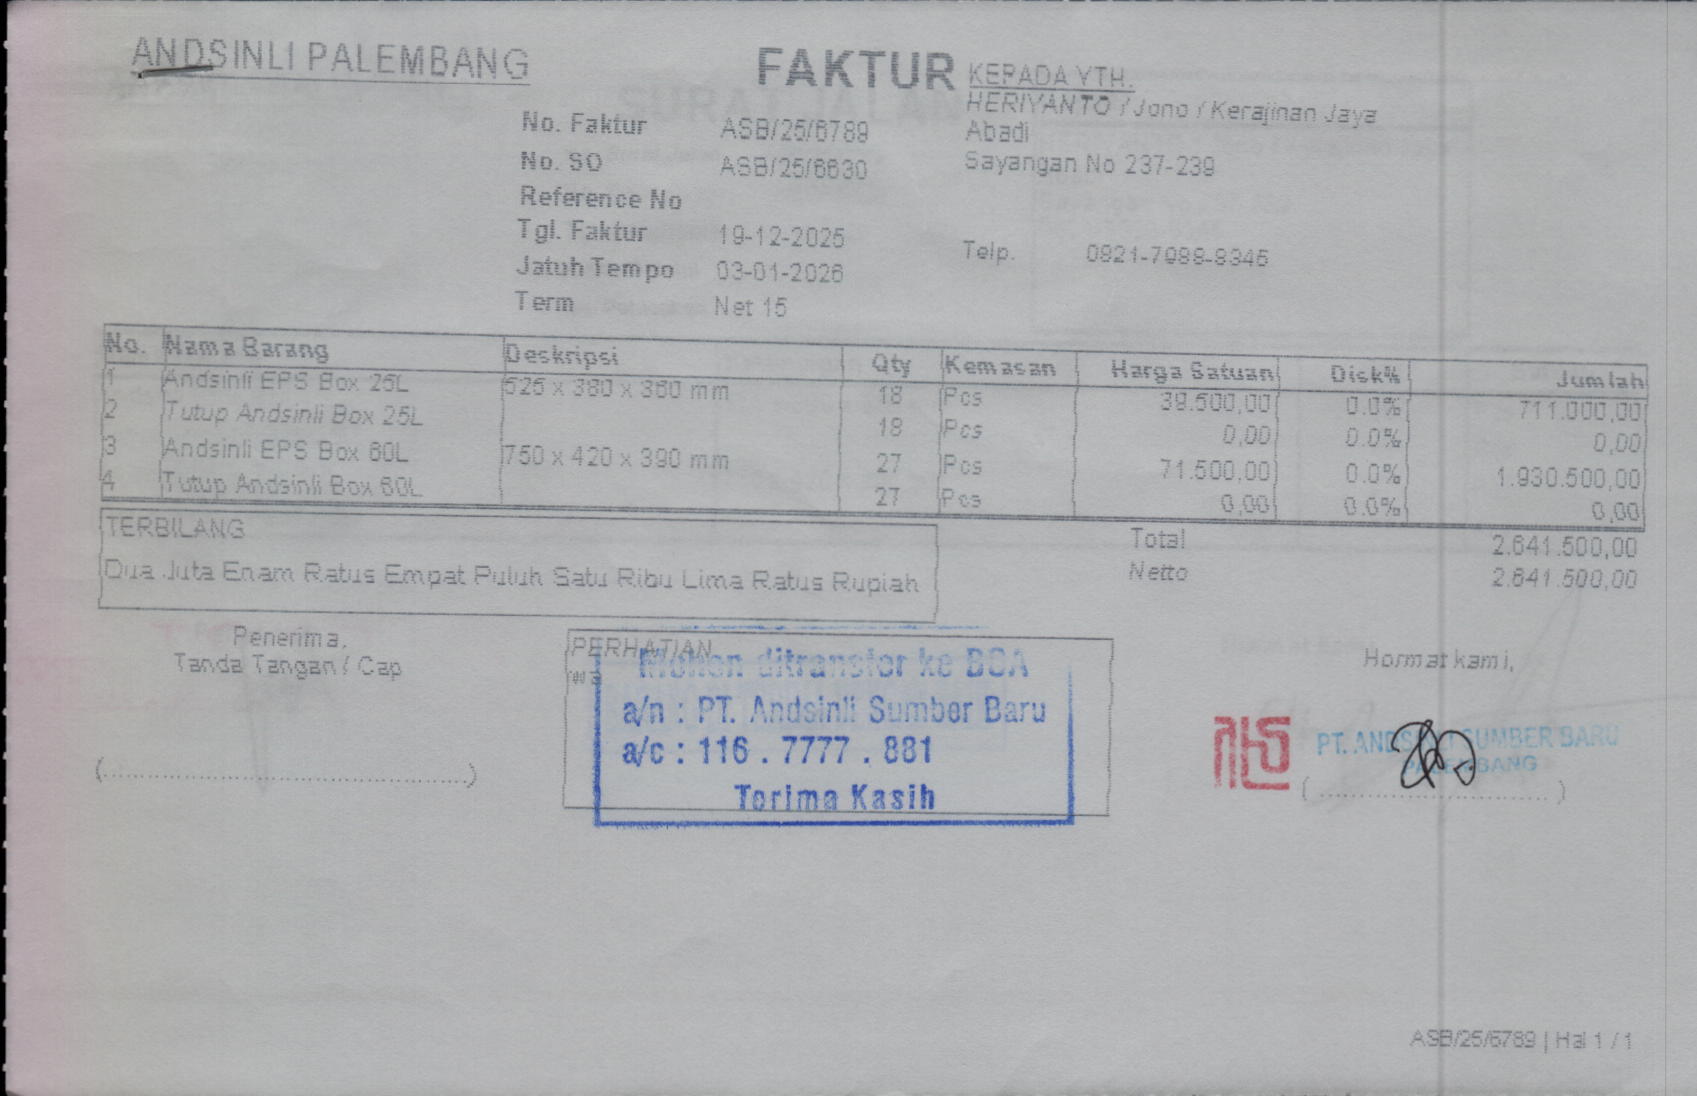 ANDSINLI PALEMBANG
FAKTUR
KEPADA YTH.
HERIYANTO / Jono / Kerajinan Jaya
Abadi
Sayangan No 237-239
Telp. 0821-7988-8345
No. Faktur ASB/25/6789
No. SO ASB/25/6630
Reference No
Tgl. Faktur 19-12-2025
Jatuh Tempo 03-01-2026
Term Net 15
No. Nama Barang Deskripsi Qty Kemasan Harga Satuan Disk% Jumlah
1 Andsinli EPS Box 25L 525 x 380 x 360 mm 18 Pcs 39.500,00 0.0% 711.000,00
2 Tutup Andsinli Box 25L 18 Pcs 0,00 0.0% 0,00
3 Andsinli EPS Box 60L 750 x 420 x 390 mm 27 Pcs 71.500,00 0.0% 1.930.500,00
4 Tutup Andsinli Box 60L 27 Pcs 0,00 0.0% 0,00
TERBILANG
Dua Juta Enam Ratus Empat Puluh Satu Ribu Lima Ratus Rupiah
Total 2.641.500,00
Netto 2.641.500,00
Penerima,
Tanda Tangan / Cap
PERHATIAN
Mohon ditransfer ke BCA
a/n : PT. Andsinli Sumber Baru
a/c : 116 . 7777 . 881
Terima Kasih
Hormat kami,
PT. ANDSINLI SUMBER BARU
PALEMBANG
ASB/25/6789 | Hal 1 / 1